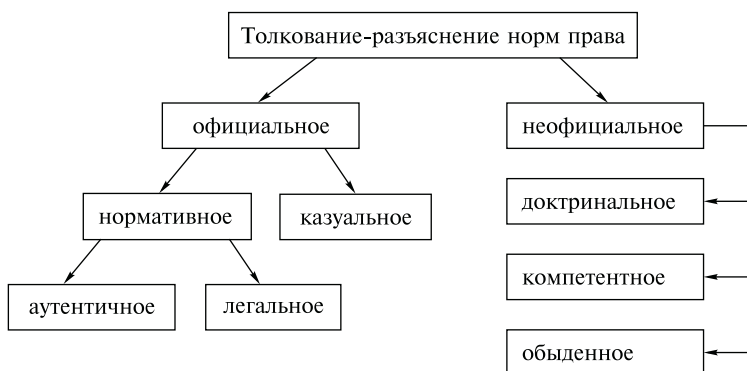 Толкование-разъяснение норм права
официальное
неофициальное
нормативное
казуальное
доктринальное
аутентичное
легальное
компетентное
обыденное